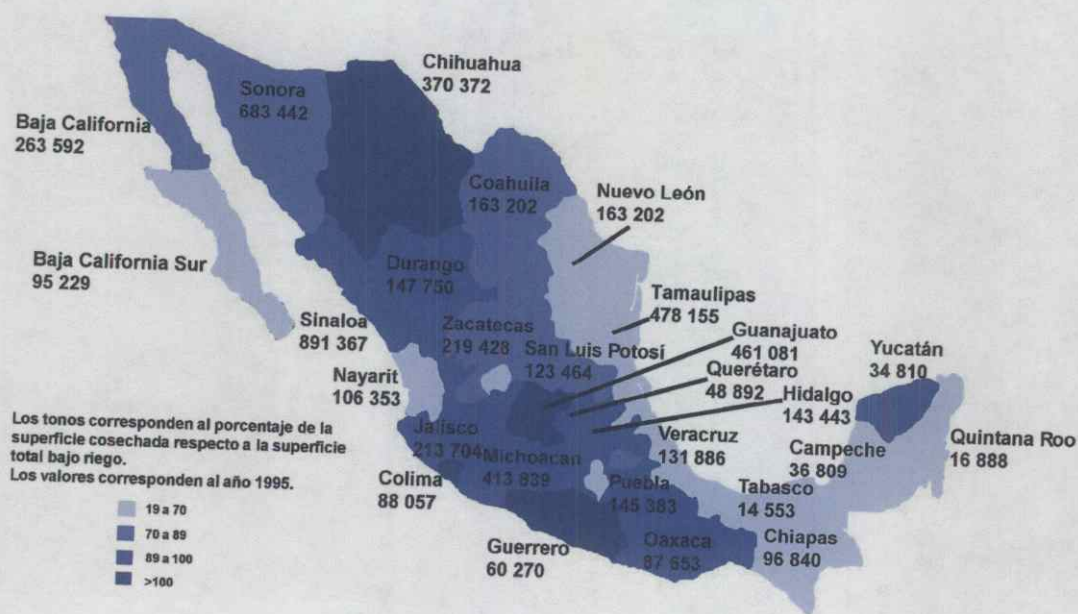 Chihuahua
370 372
Sonora
683 442
Baja California
263 592
Coahuila
163 202
Nuevo León
163 202
Baja California Sur
95 229
Durango
147 750
Tamaulipas
478 155
Sinaloa
891 367
Zacatecas
219 428
San Luis Potosí
123 464
Guanajuato
461 081
Querétaro
48 892
Yucatán
34 810
Nayarit
106 353
Hidalgo
143 443
Los tonos corresponden al porcentaje de la
superficie cosechada respecto a la superficie
total bajo riego.
Los valores corresponden al año 1995.
Jalisco
213 704
Michoacan
413 839
Veracruz
131 886
Campeche
36 809
Quintana Roo
16 888
Colima
88 057
Puebla
145 383
Tabasco
14 553
Guerrero
60 270
Oaxaca
87 653
Chiapas
96 840
19 a 70
70 a 89
89 a 100
>100